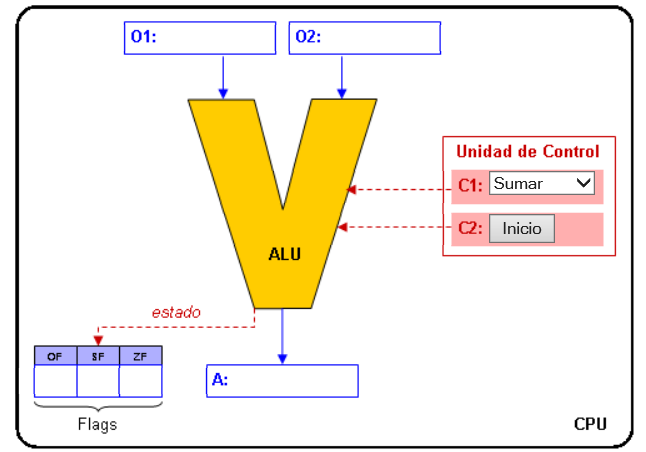 O1:
O2:
Unidad de Control
C1: Sumar
C2: Inicio
ALU
estado
OF SF ZF
A:
Flags
CPU